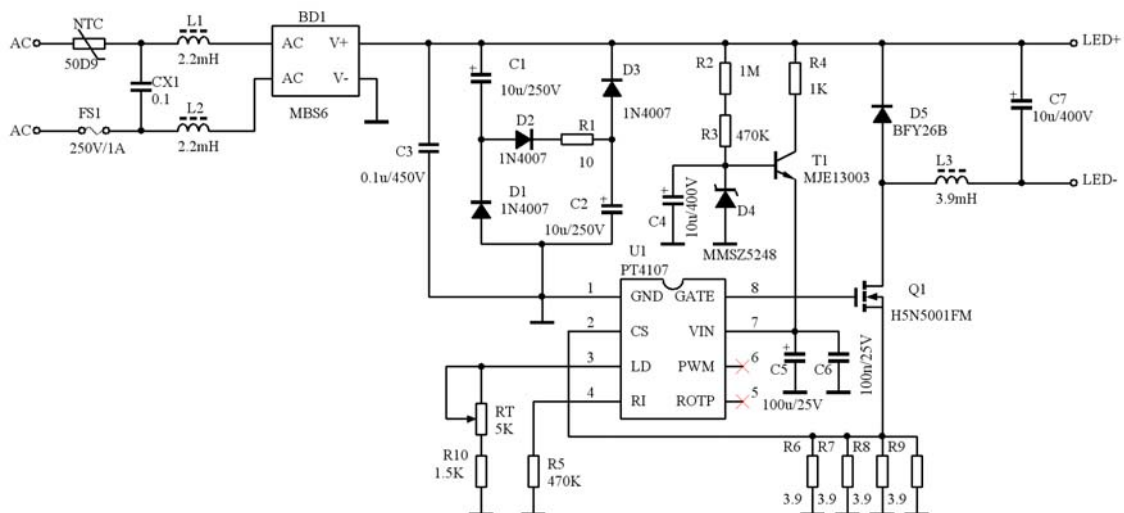 AC
NTC
50D9
CX1
0.1
L1
2.2mH
BD1
AC V+
AC V-
MBS6
AC
FS1
250V/1A
L2
2.2mH
C3
0.1u/450V
C1
10u/250V
D3
1N4007
D2
1N4007
R1
10
D1
1N4007
C2
10u/250V
R2
1M
R3
470K
R4
1K
T1
MJE13003
C4
10u/400V
D4
MMSZ5248
D5
BFY26B
C7
10u/400V
LED+
L3
3.9mH
LED-
U1
PT4107
1 GND GATE 8
2 CS VIN 7
3 LD PWM 6
4 RI ROTP 5
Q1
H5N5001FM
C5
100u/25V
C6
100n/25V
RT
5K
R10
1.5K
R5
470K
R6 R7 R8 R9
3.9 3.9 3.9